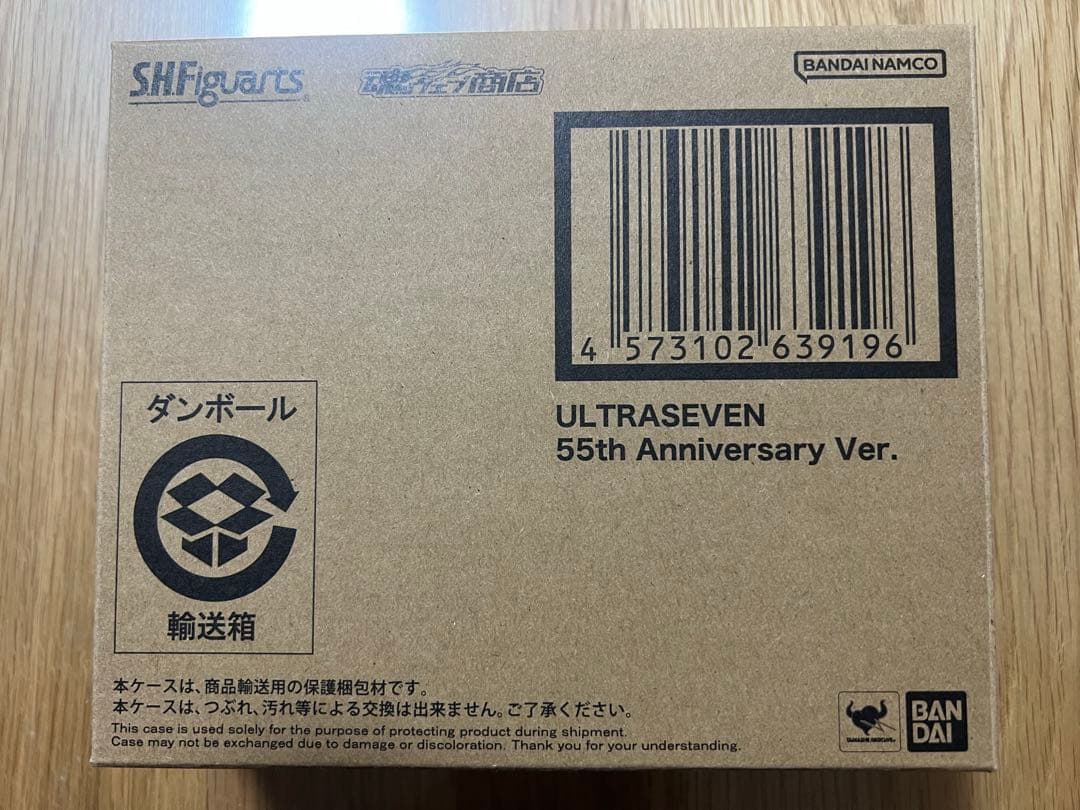 S.H.Figuarts
魂ウェブ商店
BANDAI NAMCO
4 573102 639196
ULTRASEVEN
55th Anniversary Ver.
ダンボール
輸送箱
本ケースは、商品輸送用の保護梱包材です。
本ケースは、つぶれ、汚れ等による交換は出来ません。ご了承ください。
This case is used solely for the purpose of protecting product during shipment.
Case may not be exchanged due to damage or discoloration. Thank you for your understanding.
BAN
DAI